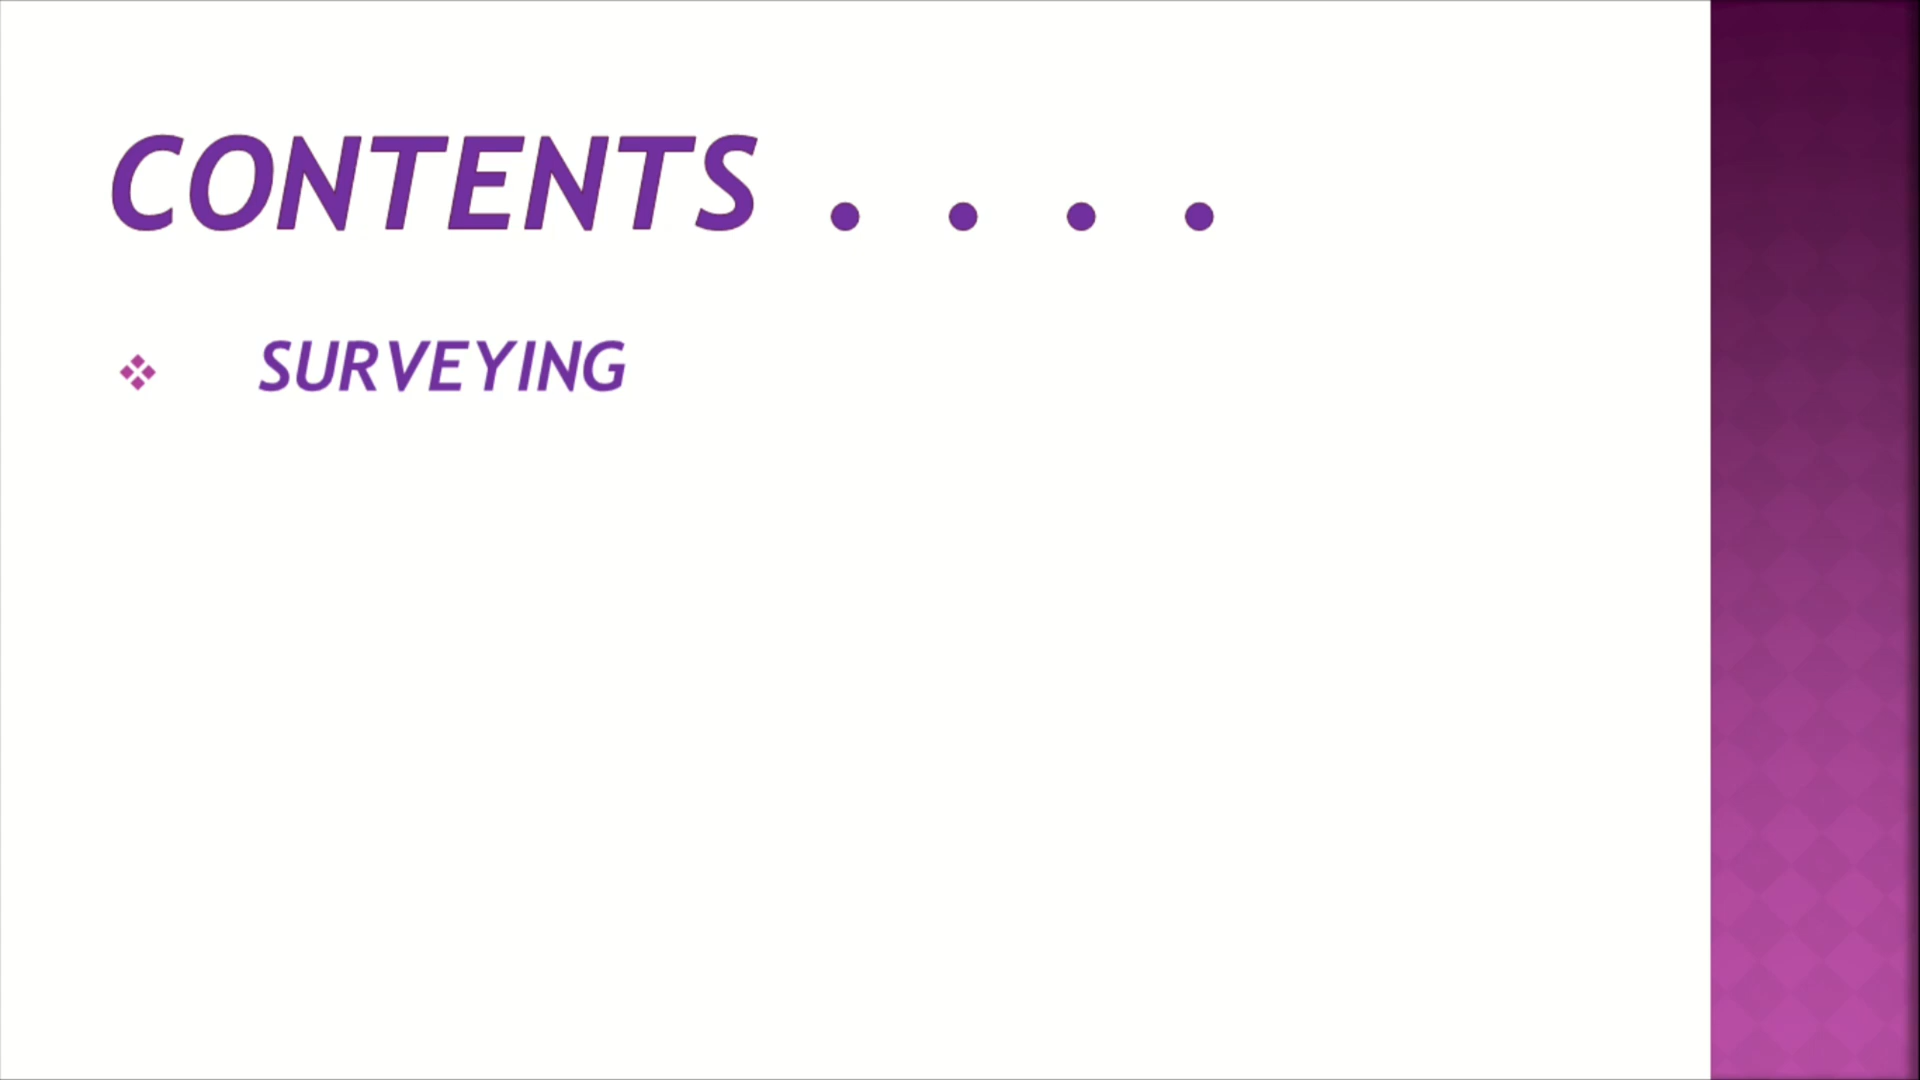 CONTENTS . . . .
SURVEYING